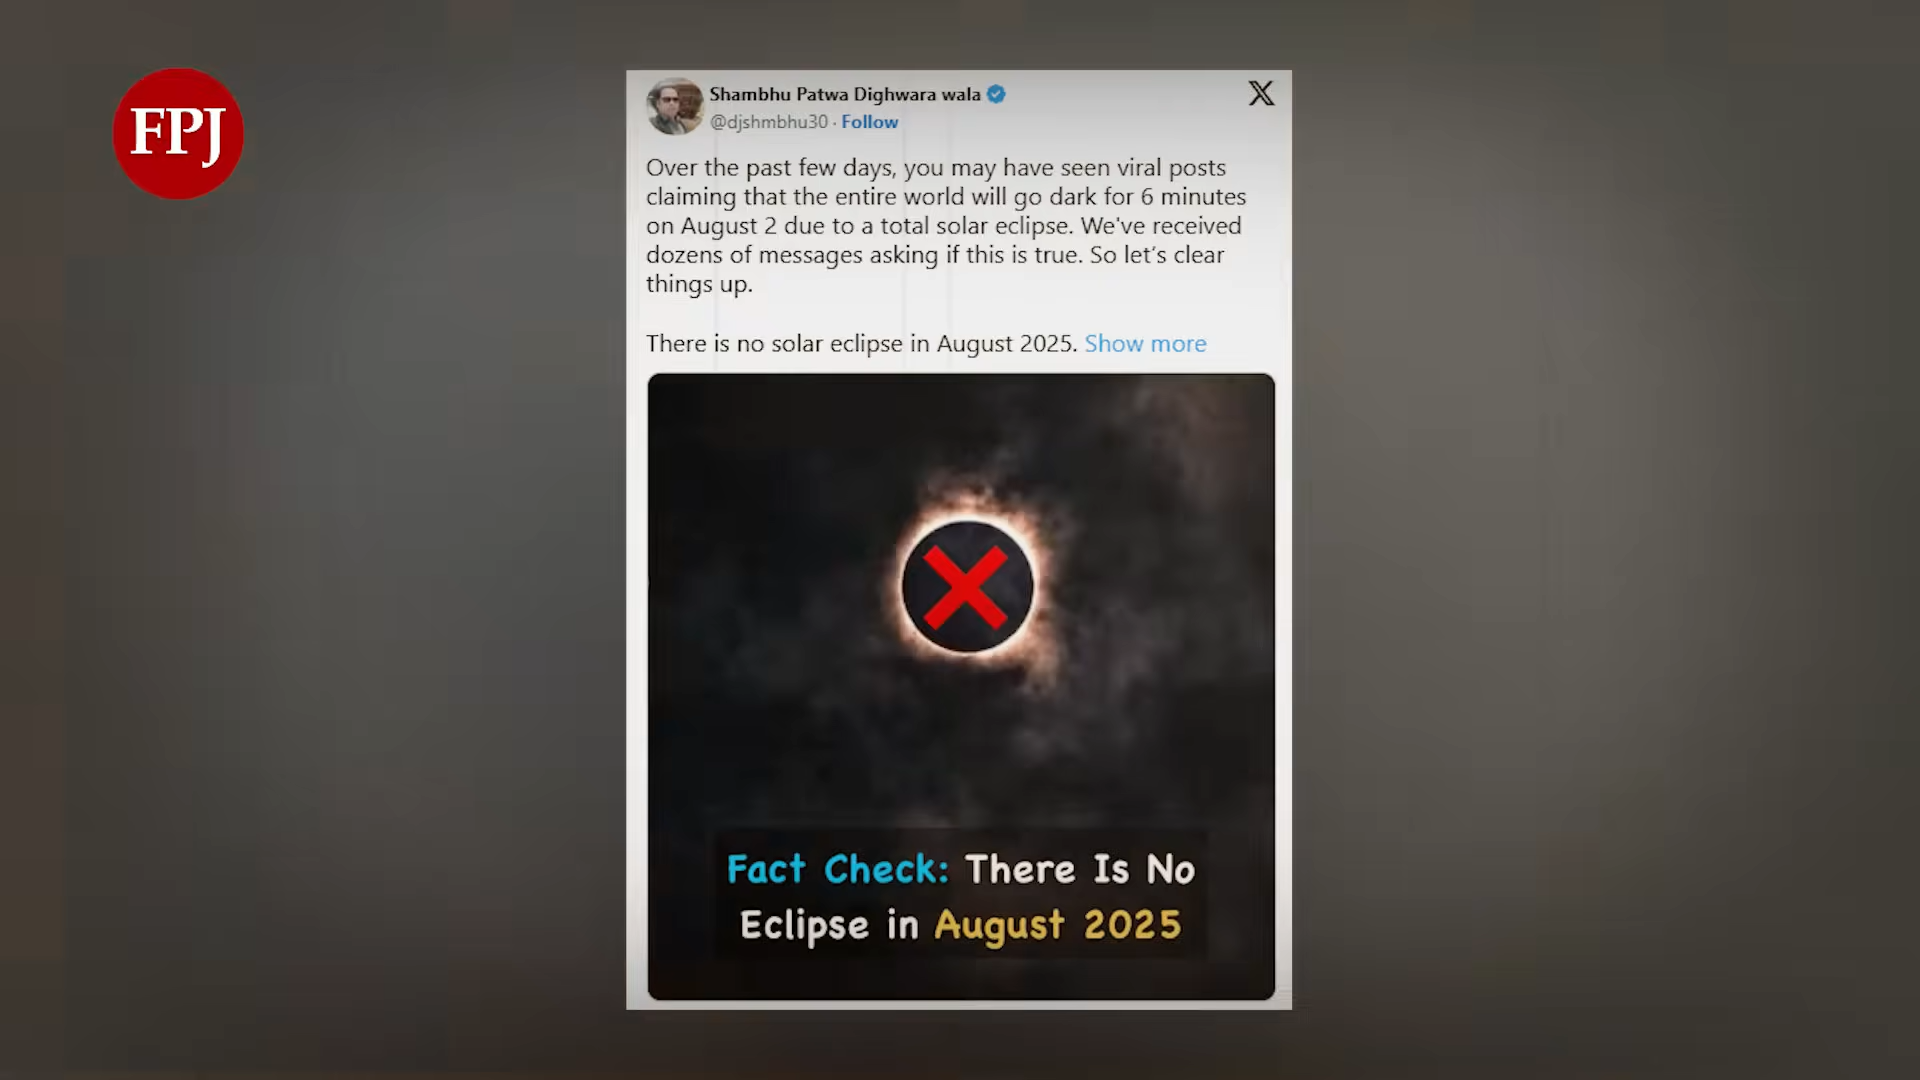 FPJ
Shambhu Patwa Dighwara wala
X
@djshmbhu30 · Follow
Over the past few days, you may have seen viral posts
claiming that the entire world will go dark for 6 minutes
on August 2 due to a total solar eclipse. We've received
dozens of messages asking if this is true. So let's clear
things up.
There is no solar eclipse in August 2025. Show more
Fact Check: There Is No
Eclipse in August 2025